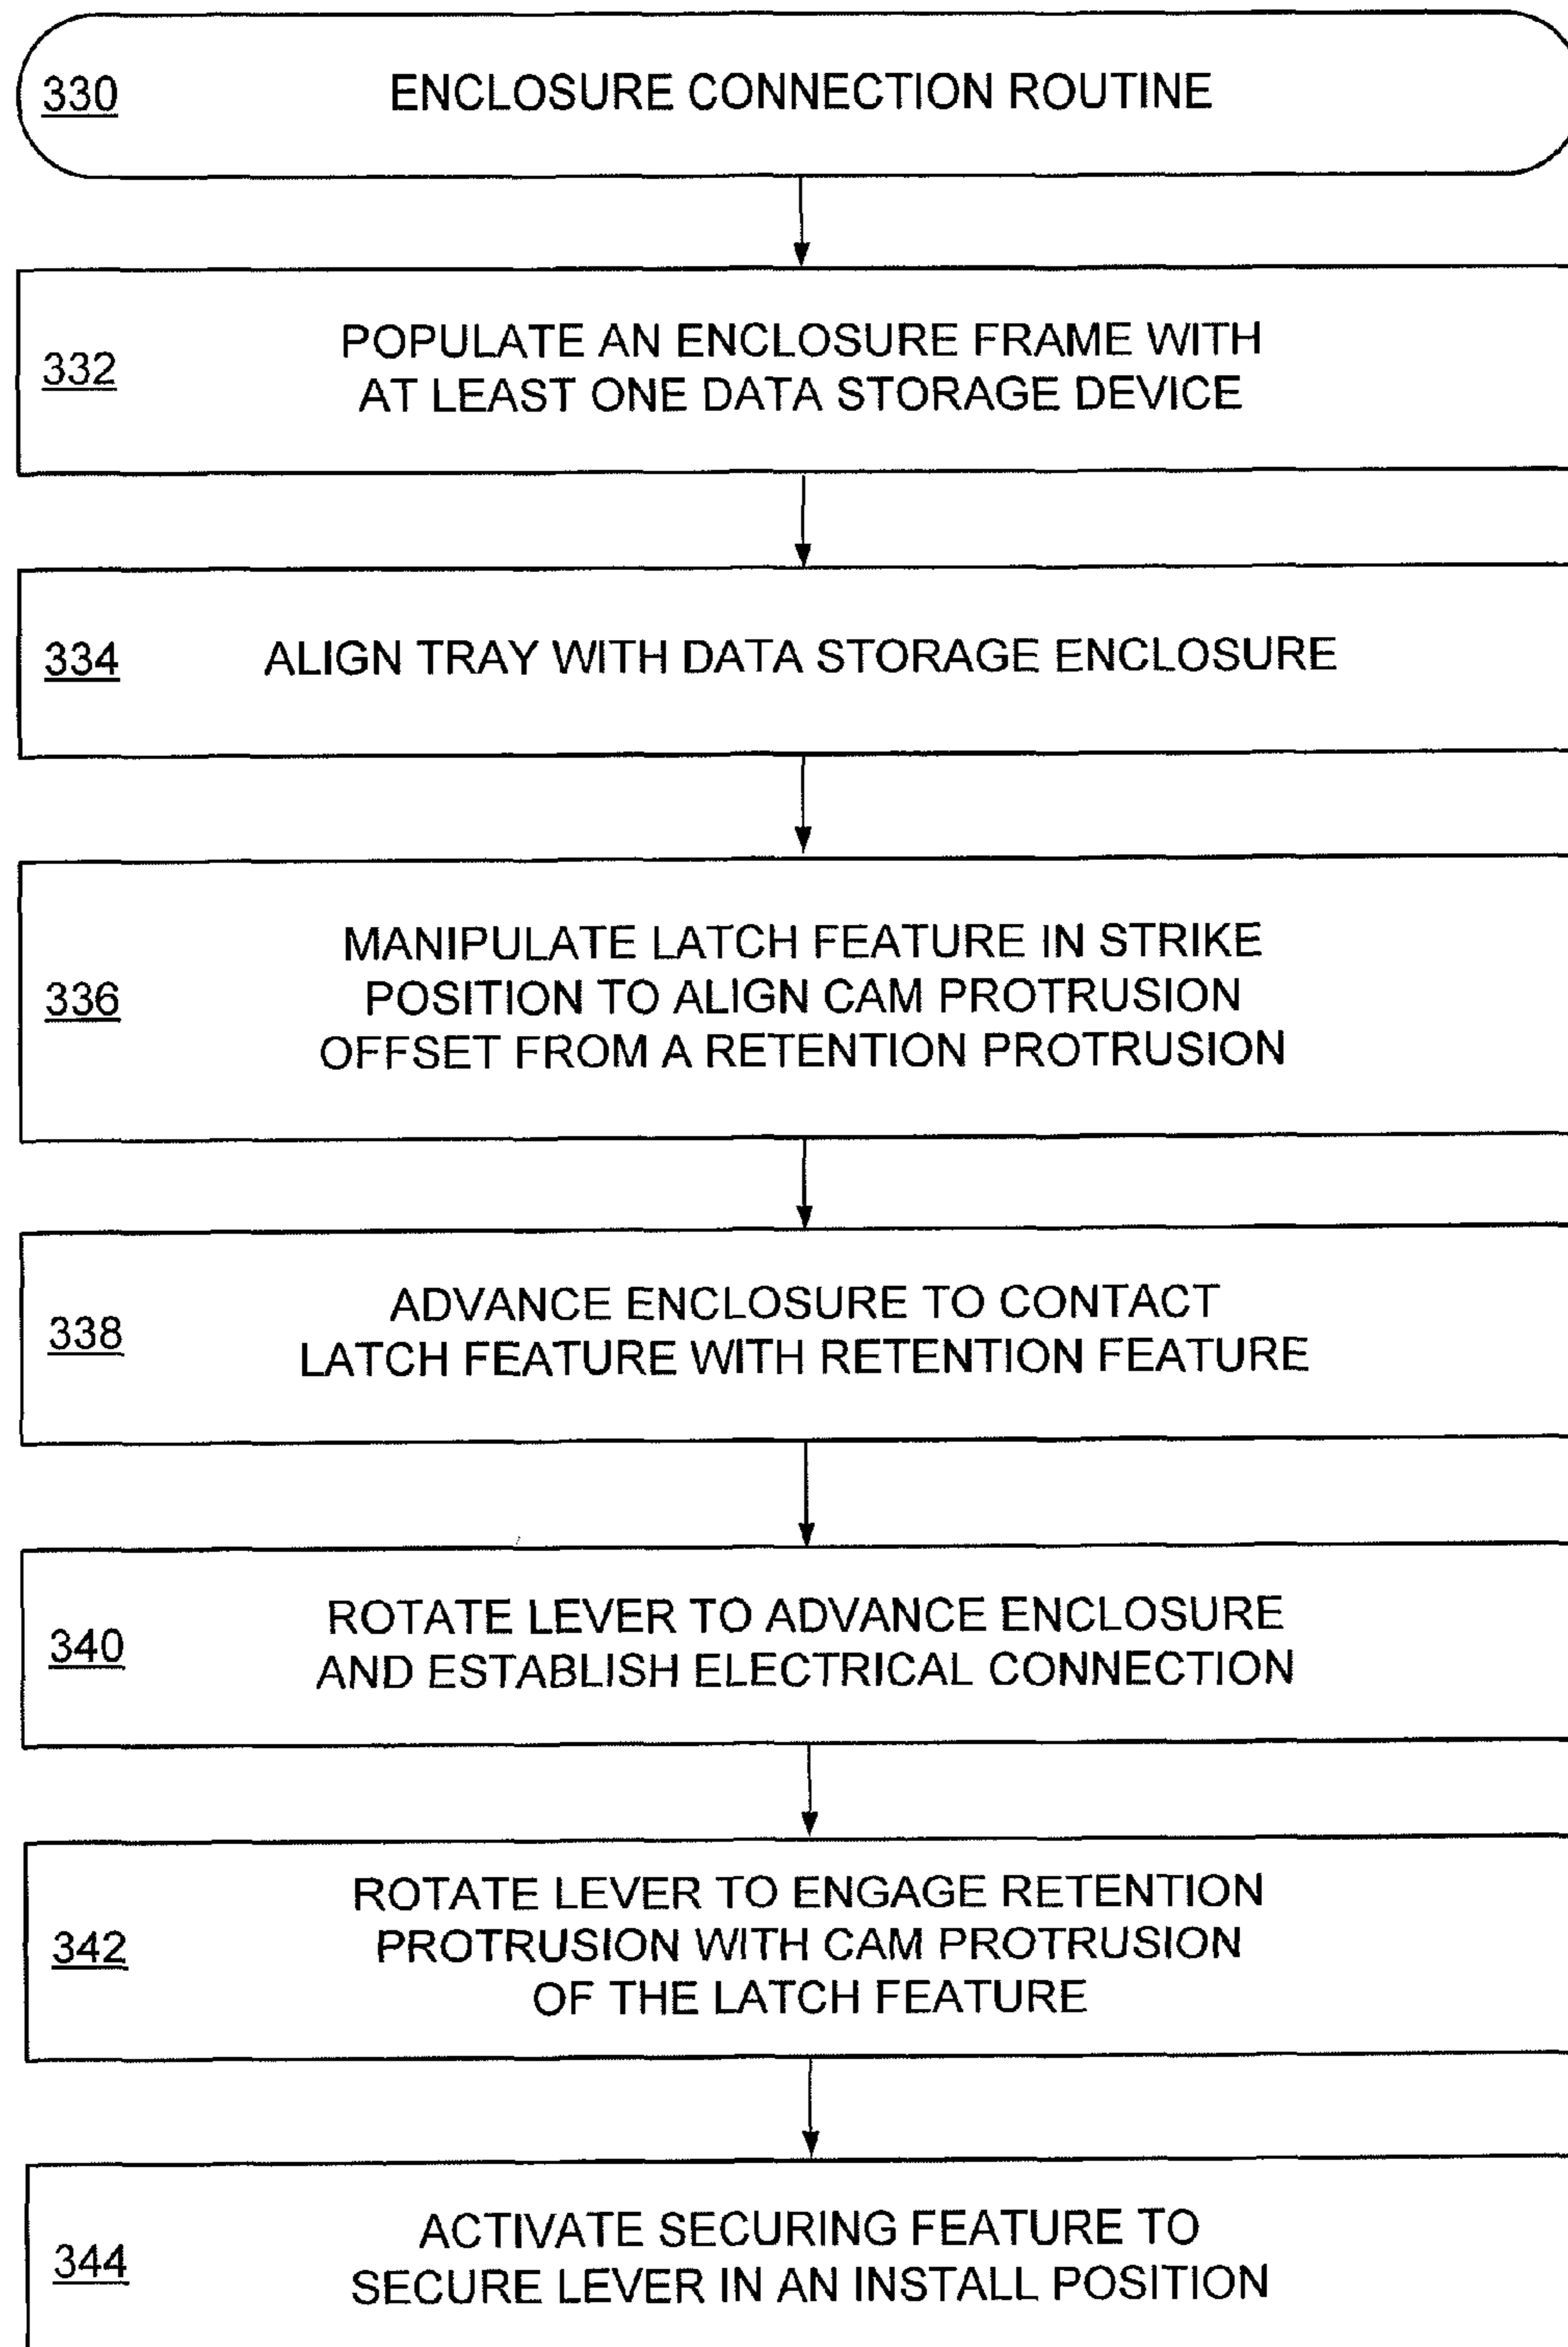 330 ENCLOSURE CONNECTION ROUTINE
332 POPULATE AN ENCLOSURE FRAME WITH
AT LEAST ONE DATA STORAGE DEVICE
334 ALIGN TRAY WITH DATA STORAGE ENCLOSURE
MANIPULATE LATCH FEATURE IN STRIKE
336 POSITION TO ALIGN CAM PROTRUSION
OFFSET FROM A RETENTION PROTRUSION
338 ADVANCE ENCLOSURE TO CONTACT
LATCH FEATURE WITH RETENTION FEATURE
340 ROTATE LEVER TO ADVANCE ENCLOSURE
AND ESTABLISH ELECTRICAL CONNECTION
ROTATE LEVER TO ENGAGE RETENTION
342 PROTRUSION WITH CAM PROTRUSION
OF THE LATCH FEATURE
344 ACTIVATE SECURING FEATURE TO
SECURE LEVER IN AN INSTALL POSITION